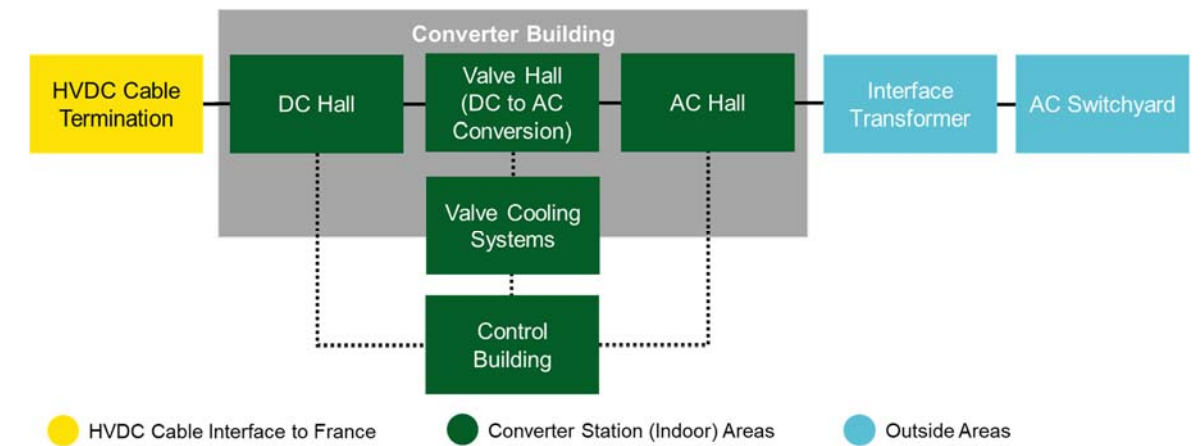 Converter Building
HVDC Cable
Termination
DC Hall
Valve Hall
(DC to AC
Conversion)
AC Hall
Interface
Transformer
AC Switchyard
Valve Cooling
Systems
Control
Building
HVDC Cable Interface to France
Converter Station (Indoor) Areas
Outside Areas